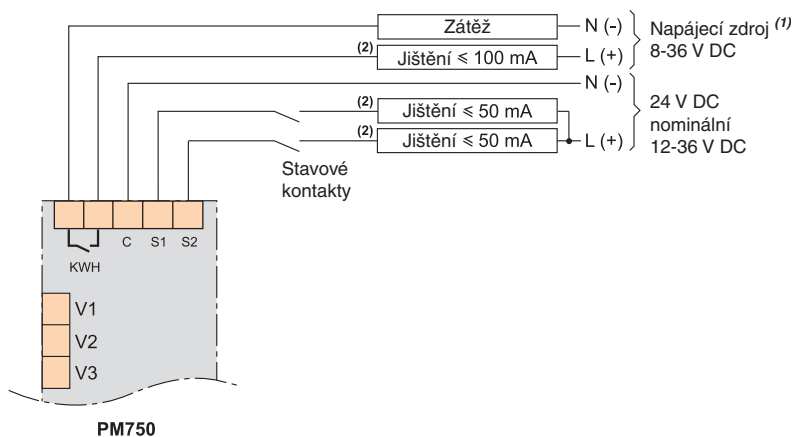 Zátěž
N (-)
Napájecí zdroj (1)
8-36 V DC
(2)
Jištění ≤ 100 mA
L (+)
N (-)
(2)
Jištění ≤ 50 mA
24 V DC
nominální
12-36 V DC
(2)
Jištění ≤ 50 mA
L (+)
Stavové
kontakty
C S1 S2
KWH
V1
V2
V3
PM750